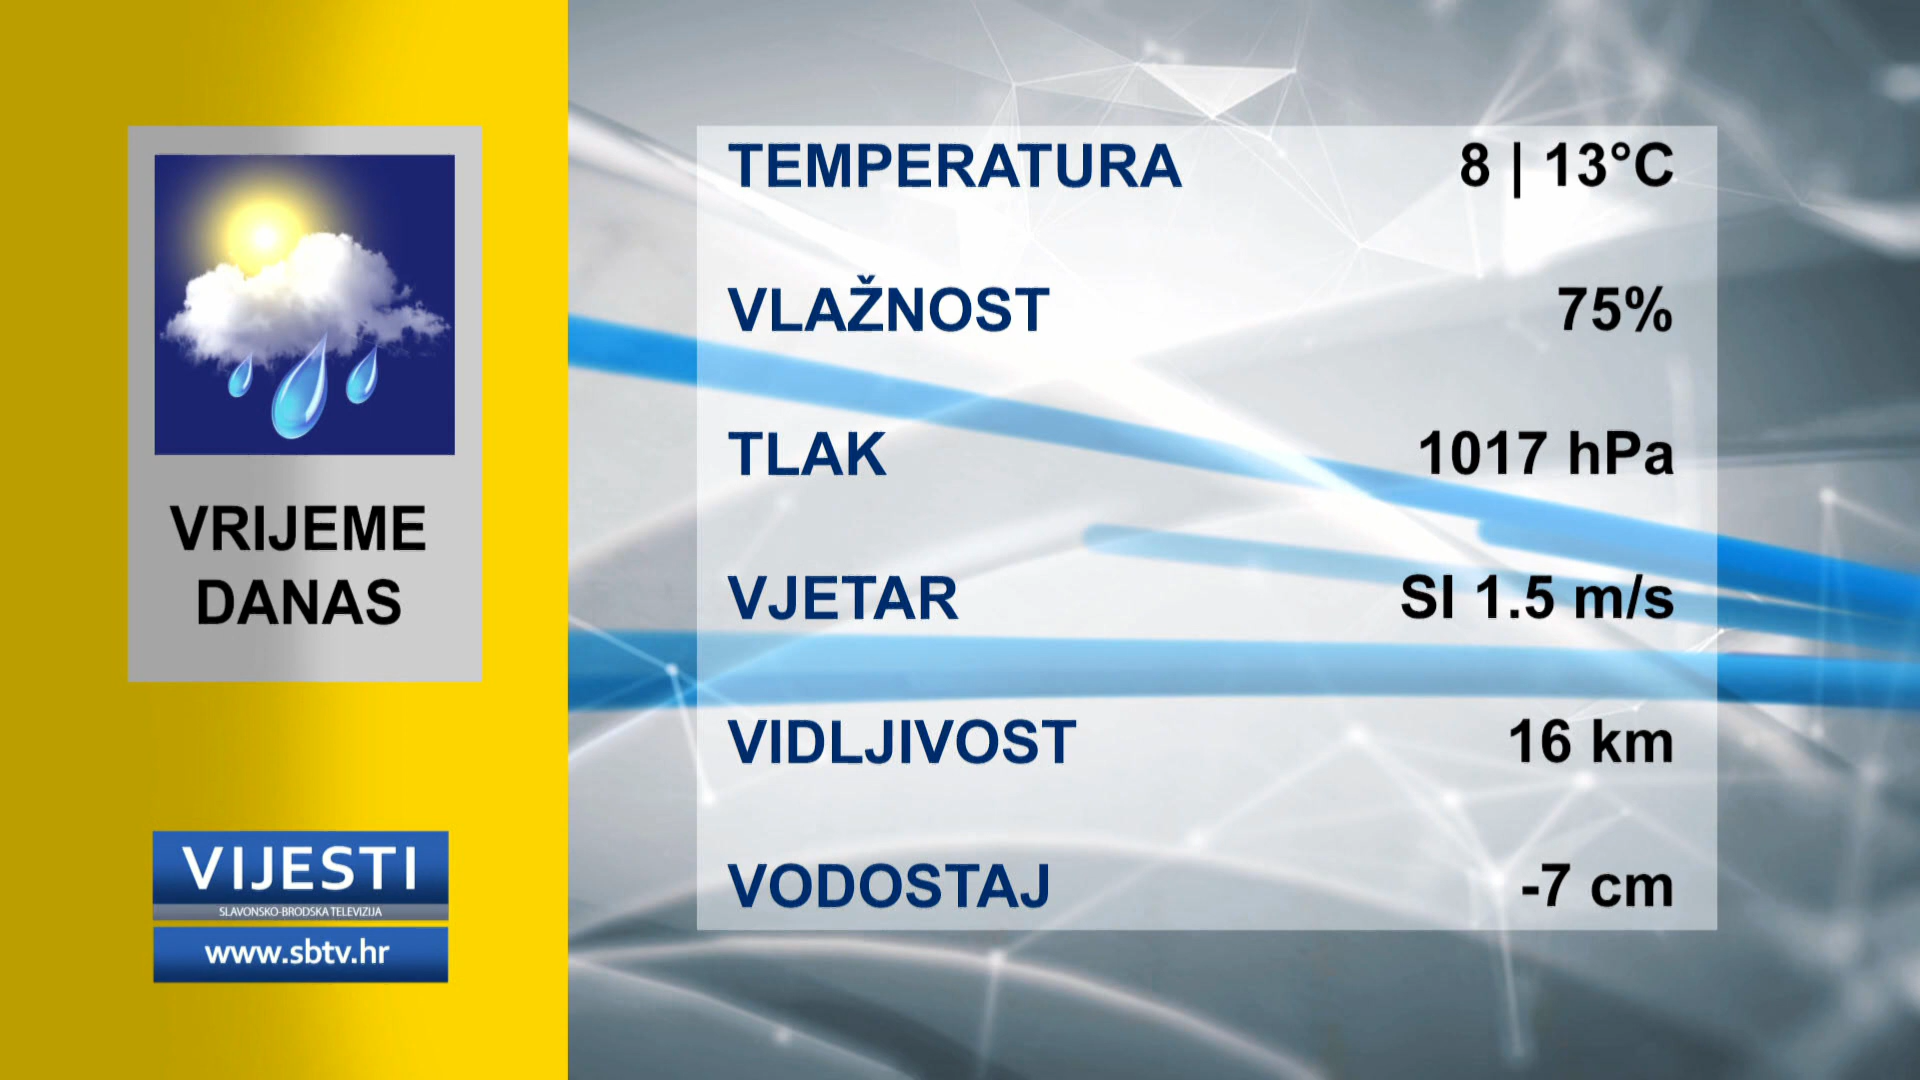 VRIJEME
DANAS
VIJESTI
SLAVONSKO-BRODSKA TELEVIZIJA
www.sbtv.hr
TEMPERATURA 8 | 13°C
VLAŽNOST 75%
TLAK 1017 hPa
VJETAR SI 1.5 m/s
VIDLJIVOST 16 km
VODOSTAJ -7 cm